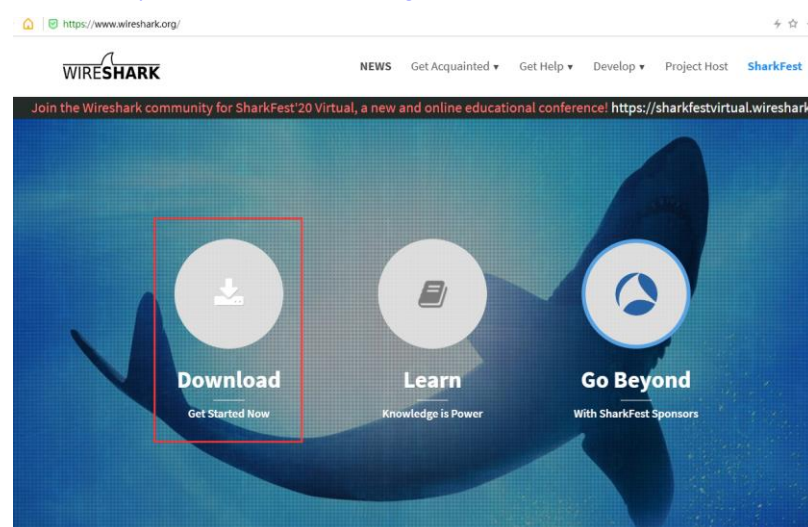 https://www.wireshark.org/
WIRESHARK
NEWS Get Acquainted ▾ Get Help ▾ Develop ▾ Project Host SharkFest
Join the Wireshark community for SharkFest'20 Virtual, a new and online educational conference! https://sharkfestvirtual.wireshark
Download Learn Go Beyond
Get Started Now Knowledge is Power With SharkFest Sponsors